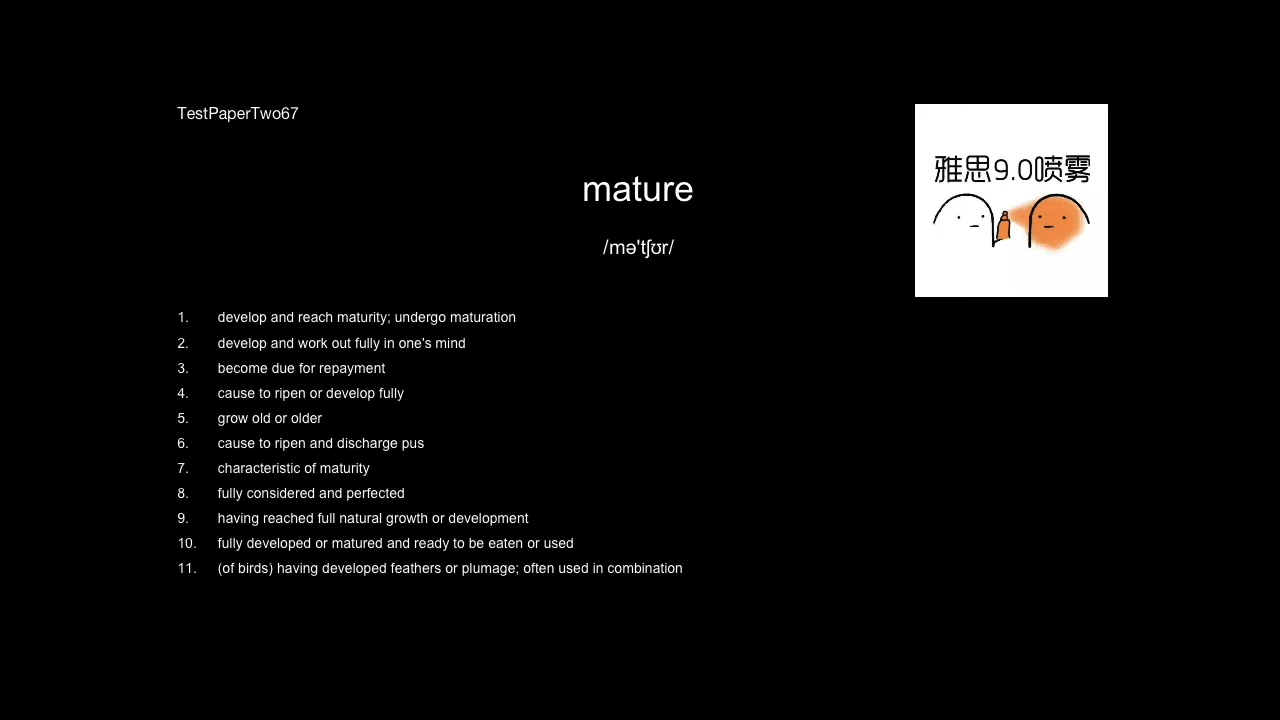 TestPaperTwo67
雅思9.0喷雾
mature
/mə'tʃʊr/
1. develop and reach maturity; undergo maturation
2. develop and work out fully in one's mind
3. become due for repayment
4. cause to ripen or develop fully
5. grow old or older
6. cause to ripen and discharge pus
7. characteristic of maturity
8. fully considered and perfected
9. having reached full natural growth or development
10. fully developed or matured and ready to be eaten or used
11. (of birds) having developed feathers or plumage; often used in combination